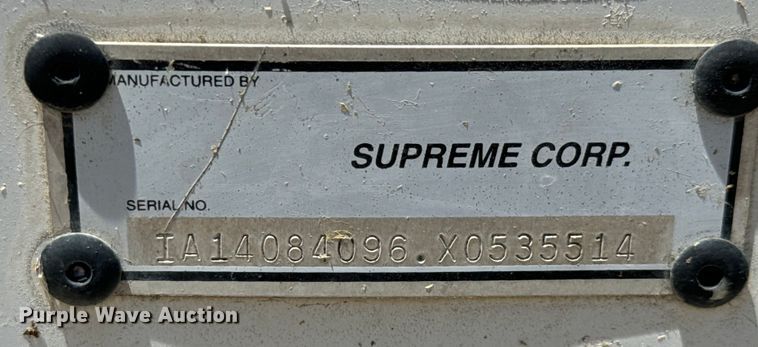 MANUFACTURED BY
SUPREME CORP.
SERIAL NO.
IA14084096 X0535514
Purple Wave Auction